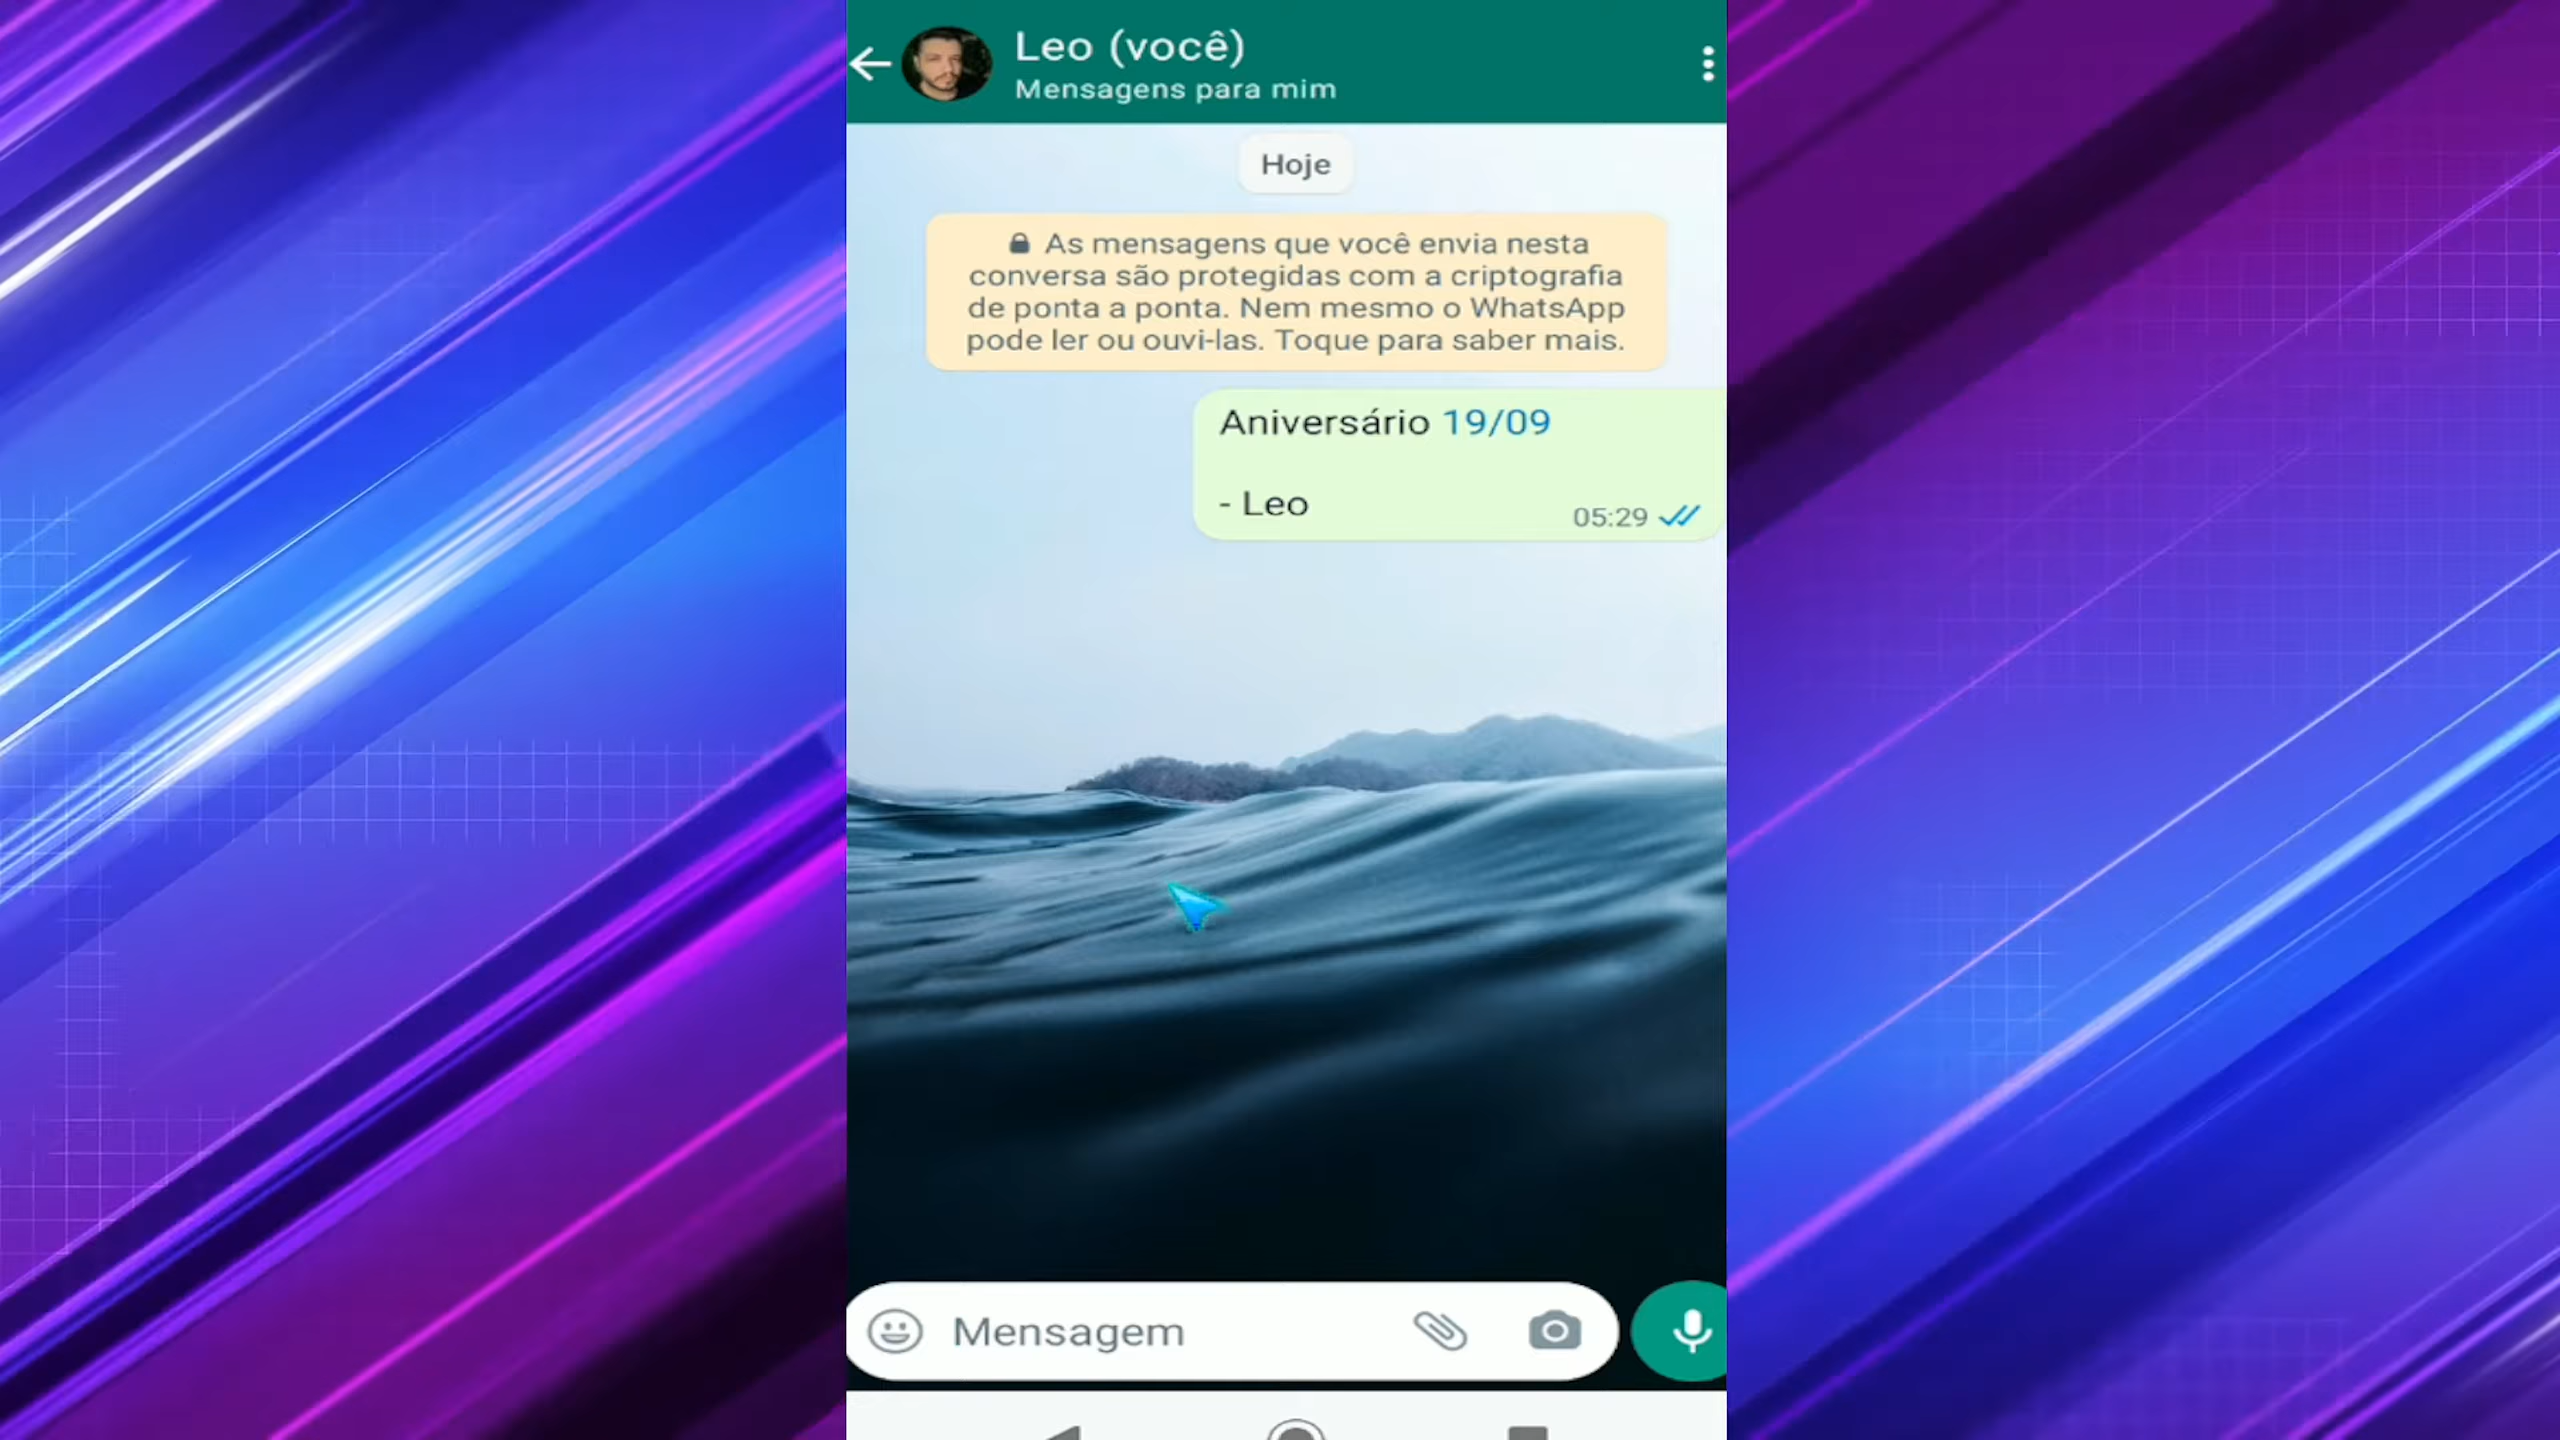 Leo (você)
Mensagens para mim
Hoje
As mensagens que você envia nesta
conversa são protegidas com a criptografia
de ponta a ponta. Nem mesmo o WhatsApp
pode ler ou ouvi-las. Toque para saber mais.
Aniversário 19/09
- Leo
05:29
Mensagem